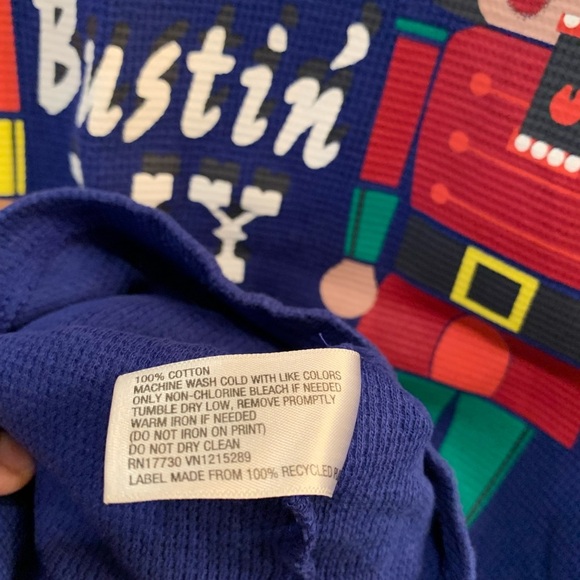 Bustin'
MY
100% COTTON
MACHINE WASH COLD WITH LIKE COLORS
ONLY NON-CHLORINE BLEACH IF NEEDED
TUMBLE DRY LOW, REMOVE PROMPTLY
WARM IRON IF NEEDED
(DO NOT IRON ON PRINT)
DO NOT DRY CLEAN
RN17730 VN1215289
LABEL MADE FROM 100% RECYCLED